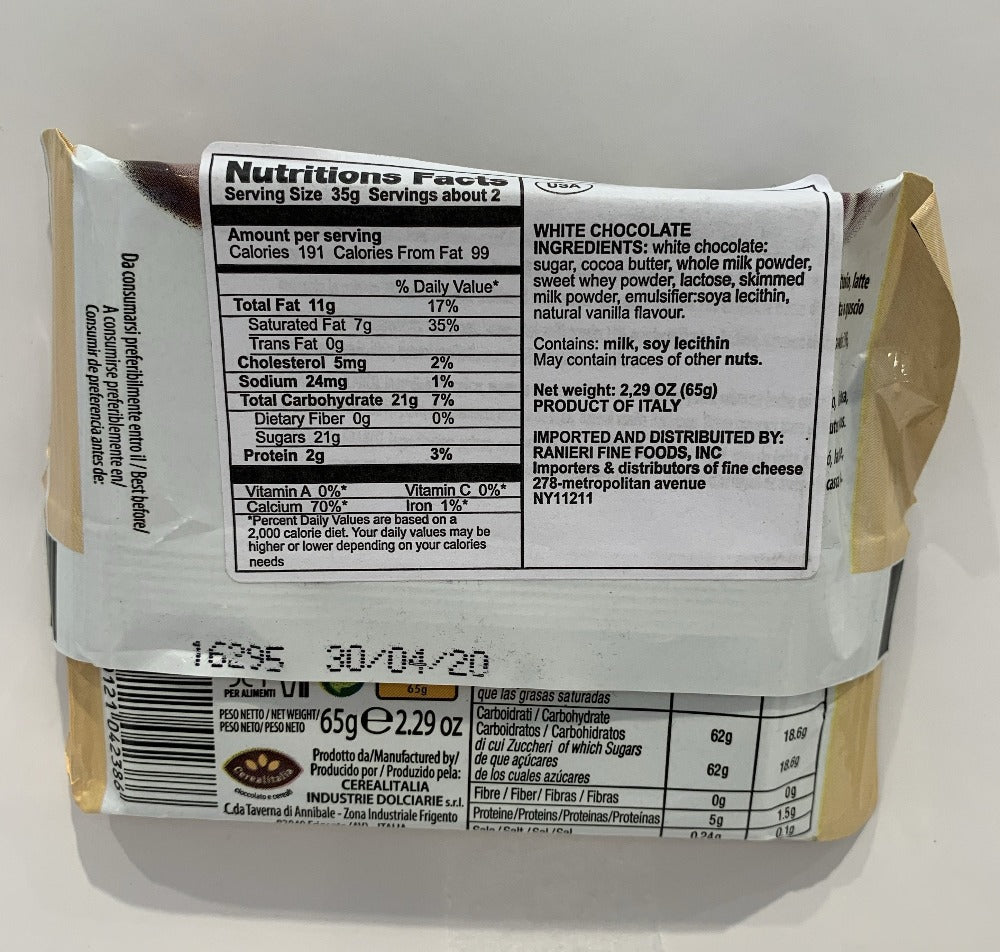 Nutritions Facts
Serving Size 35g Servings about 2
Amount per serving
Calories 191 Calories From Fat 99
% Daily Value*
Total Fat 11g 17%
Saturated Fat 7g 35%
Trans Fat 0g
Cholesterol 5mg 2%
Sodium 24mg 1%
Total Carbohydrate 21g 7%
Dietary Fiber 0g 0%
Sugars 21g
Protein 2g 3%
Vitamin A 0%* Vitamin C 0%*
Calcium 70%* Iron 1%*
*Percent Daily Values are based on a
2,000 calorie diet. Your daily values may be
higher or lower depending on your calories
needs
USA
WHITE CHOCOLATE
INGREDIENTS: white chocolate:
sugar, cocoa butter, whole milk powder,
sweet whey powder, lactose, skimmed
milk powder, emulsifier:soya lecithin,
natural vanilla flavour.
Contains: milk, soy lecithin
May contain traces of other nuts.
Net weight: 2,29 OZ (65g)
PRODUCT OF ITALY
IMPORTED AND DISTRIBUITED BY:
RANIERI FINE FOODS, INC
Importers & distributors of fine cheese
278-metropolitan avenue
NY11211
Da consumarsi preferibilmente entro il / Best before/
A consumirse preferiblemente en/
Consumir de preferencia antes de:
latte
16295 30/04/20
PER ALIMENTI
65g
PESO NETTO / NET WEIGHT/
PESO NETO/ PESO NETO
65g e 2.29 oz
Cerealitalia
cioccolato e cereali
Prodotto da/Manufactured by/
Producido por / Produzido pela:
CEREALITALIA
INDUSTRIE DOLCIARIE s.r.l.
C.da Taverna di Annibale - Zona Industriale Frigento
que las grasas saturadas
Carboidrati / Carbohydrate
Carboidratos / Carbohidratos 62g 18.6g
di cui Zuccheri of which Sugars
de que açúcares 62g 18.6g
de los cuales azúcares
Fibre / Fiber/ Fibras / Fibras 0g 0g
Proteine/Proteins/Proteinas/Proteínas 5g 1.5g
0.24g 0.1g